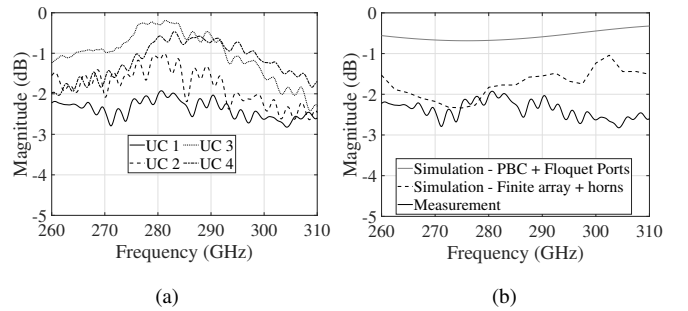 0
-1
-2
-3
-4
-5
Magnitude (dB)
UC 1 UC 3
UC 2 UC 4
260 270 280 290 300 310
Frequency (GHz)
(a)
0
-1
-2
-3
-4
-5
Magnitude (dB)
Simulation - PBC + Floquet Ports
Simulation - Finite array + horns
Measurement
260 270 280 290 300 310
Frequency (GHz)
(b)